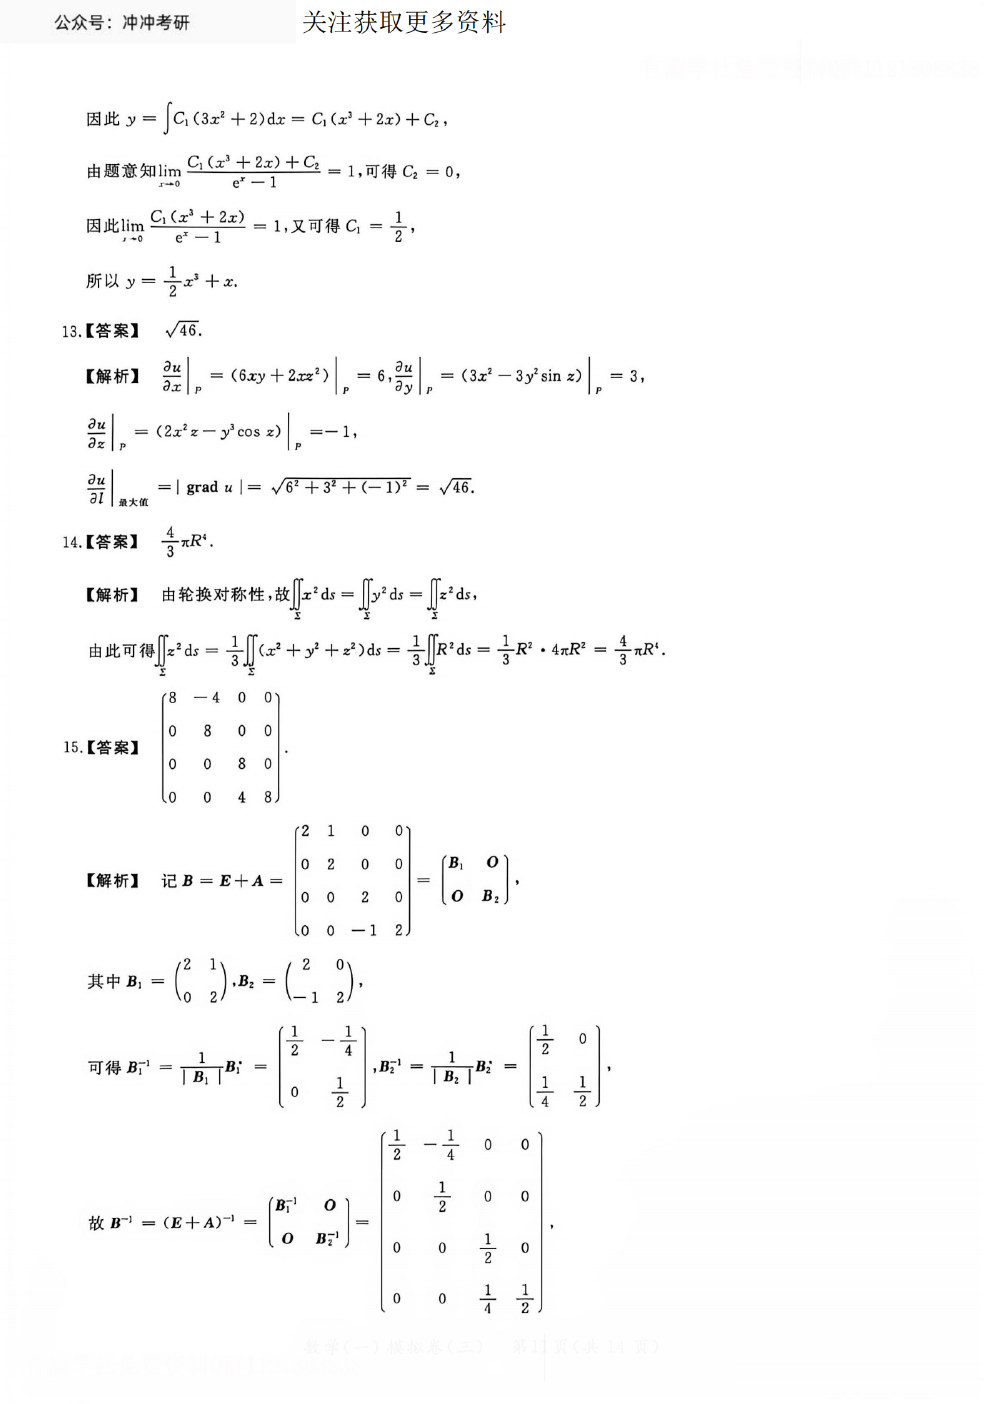 公众号：冲冲考研
关注获取更多资料
因此 y = ∫C₁(3x² + 2)dx = C₁(x³ + 2x) + C₂,
由题意知 lim_{x→0} (C₁(x³ + 2x) + C₂)/(eˣ − 1) = 1,可得 C₂ = 0,
因此 lim_{x→0} (C₁(x³ + 2x))/(eˣ − 1) = 1,又可得 C₁ = 1/2,
所以 y = 1/2 x³ + x.
13.【答案】 √46.
【解析】 ∂u/∂x|_P = (6xy + 2xz²)|_P = 6, ∂u/∂y|_P = (3x² − 3y² sin z)|_P = 3,
∂u/∂z|_P = (2x²z − y³cos z)|_P = −1,
∂u/∂l|_最大值 = | grad u | = √(6² + 3² + (−1)²) = √46.
14.【答案】 4/3 πR⁴.
【解析】 由轮换对称性,故∬_Σ x²ds = ∬_Σ y²ds = ∬_Σ z²ds,
由此可得∬_Σ z²ds = 1/3 ∬_Σ (x² + y² + z²)ds = 1/3 ∬_Σ R²ds = 1/3 R² · 4πR² = 4/3 πR⁴.
15.【答案】
8 −4 0 0
0 8 0 0
0 0 8 0
0 0 4 8
.
【解析】 记 B = E + A =
2 1 0 0
0 2 0 0
0 0 2 0
0 0 −1 2
=
B₁ O
O B₂
,
其中 B₁ = (2 1; 0 2), B₂ = (2 0; −1 2),
可得 B₁⁻¹ = 1/|B₁| B₁* = (1/2 −1/4; 0 1/2), B₂⁻¹ = 1/|B₂| B₂* = (1/2 0; 1/4 1/2),
故 B⁻¹ = (E + A)⁻¹ = (B₁⁻¹ O; O B₂⁻¹) =
1/2 −1/4 0 0
0 1/2 0 0
0 0 1/2 0
0 0 1/4 1/2
,